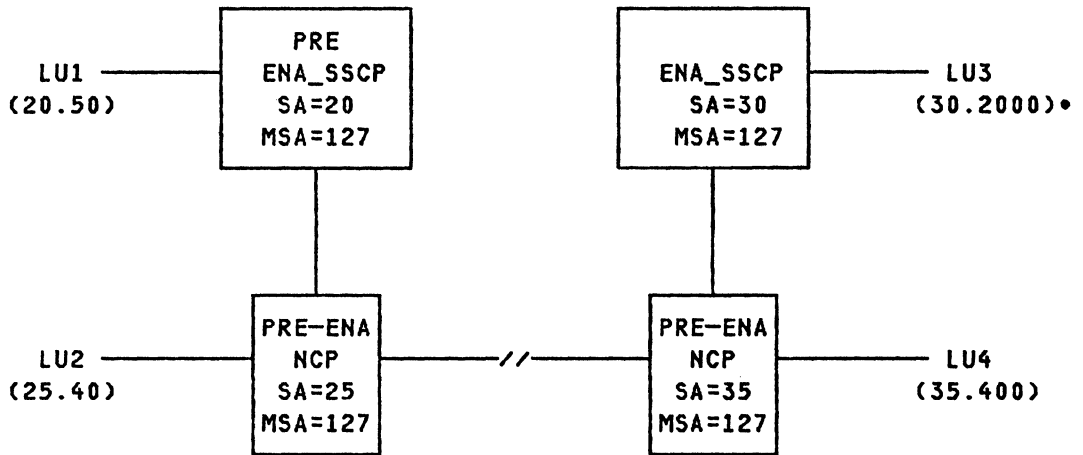 PRE
ENA_SSCP
SA=20
MSA=127
LU1
(20.50)
ENA_SSCP
SA=30
MSA=127
LU3
(30.2000)•
PRE-ENA
NCP
SA=25
MSA=127
LU2
(25.40)
PRE-ENA
NCP
SA=35
MSA=127
LU4
(35.400)